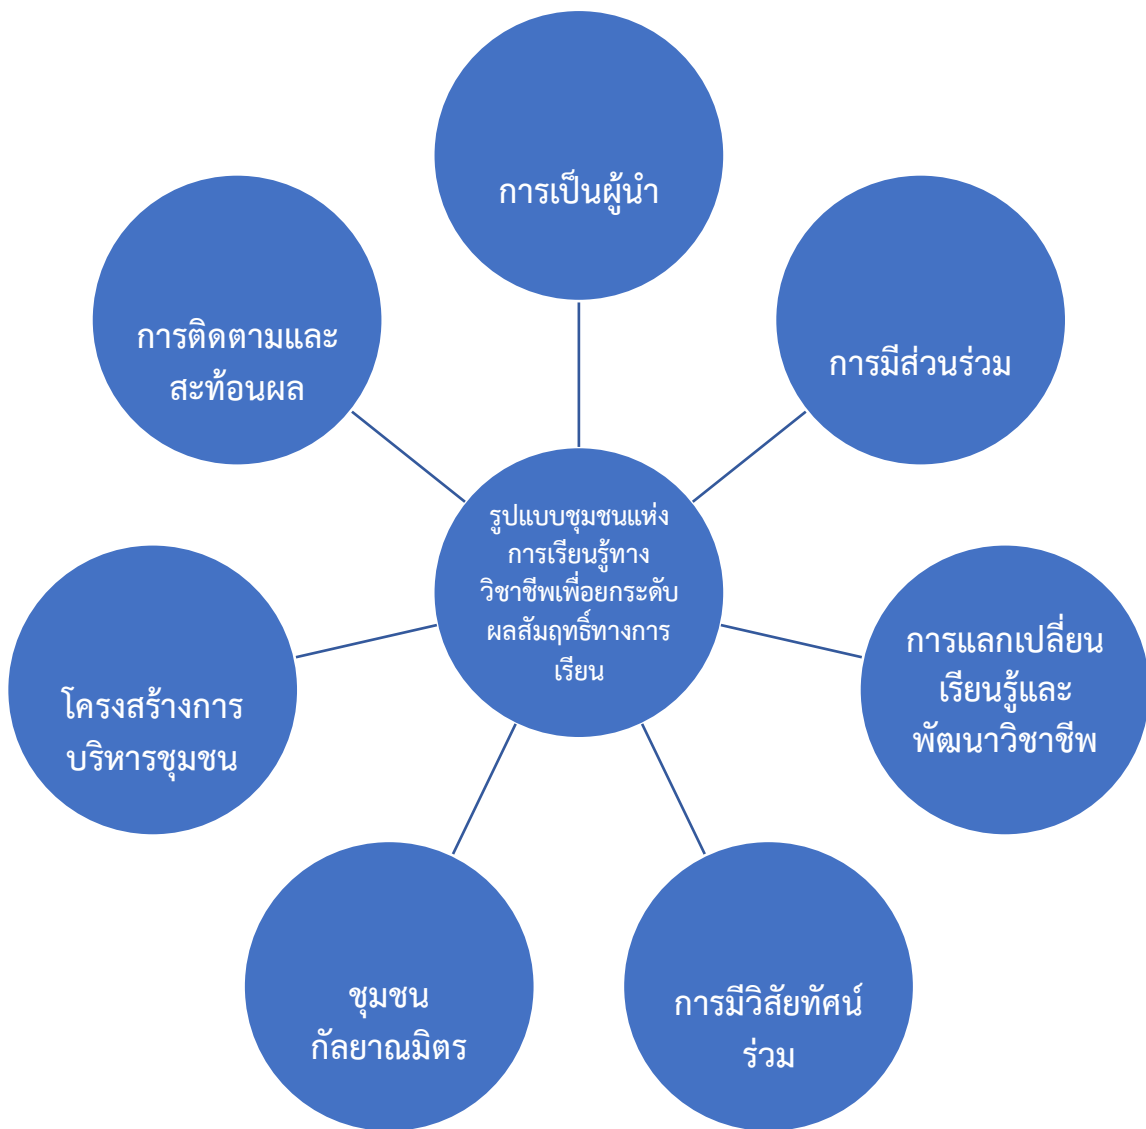 การเป็นผู้นำ
การมีส่วนร่วม
การแลกเปลี่ยน
เรียนรู้และ
พัฒนาวิชาชีพ
การมีวิสัยทัศน์
ร่วม
ชุมชน
กัลยาณมิตร
โครงสร้างการ
บริหารชุมชน
การติดตามและ
สะท้อนผล
รูปแบบชุมชนแห่ง
การเรียนรู้ทาง
วิชาชีพเพื่อยกระดับ
ผลสัมฤทธิ์ทางการ
เรียน